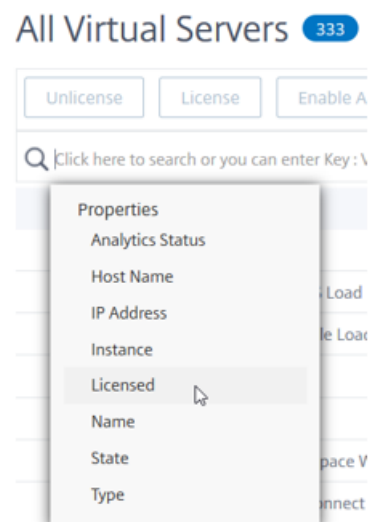 All Virtual Servers 333
Unlicense License Enable A
Click here to search or you can enter Key : V
Properties
Analytics Status
Host Name
Load
IP Address
le Load
Instance
Licensed
Name
State
pace W
Type
nnect